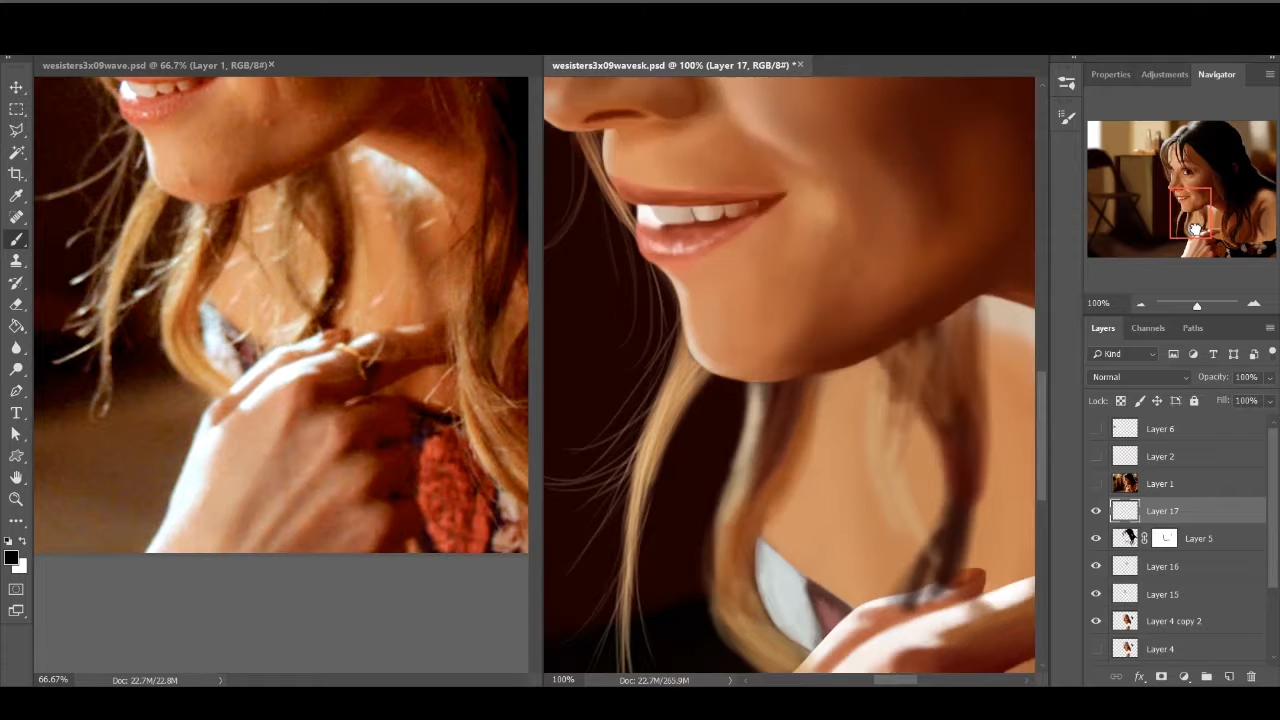 wesisters3x09wave.psd @ 66.7% (Layer 1, RGB/8#)
wesisters3x09wavesk.psd @ 100% (Layer 17, RGB/8#) *
Properties
Adjustments
Navigator
100%
Layers
Channels
Paths
Kind
Normal
Opacity: 100%
Lock:
Fill: 100%
Layer 6
Layer 2
Layer 1
Layer 17
Layer 5
Layer 16
Layer 15
Layer 4 copy 2
Layer 4
fx
66.67%
Doc: 22.7M/22.8M
100%
Doc: 22.7M/265.9M